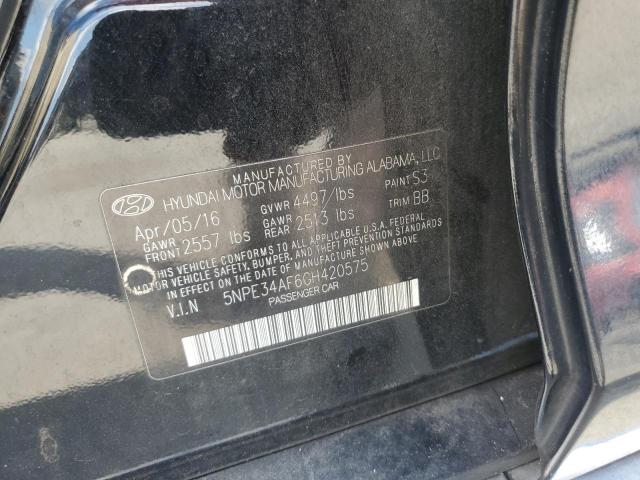 MANUFACTURED BY
HYUNDAI MOTOR MANUFACTURING ALABAMA, LLC
Apr/05/16 GVWR 4497/lbs PAINT S3
GAWR FRONT 2557 lbs GAWR REAR 2513 lbs TRIM BB
THIS VEHICLE CONFORMS TO ALL APPLICABLE U.S.A. FEDERAL
MOTOR VEHICLE SAFETY, BUMPER, AND THEFT PREVENTION
STANDARDS IN EFFECT ON THE DATE OF MANUFACTURE SHOWN ABOVE.
V.I.N 5NPE34AF6GH420575
PASSENGER CAR